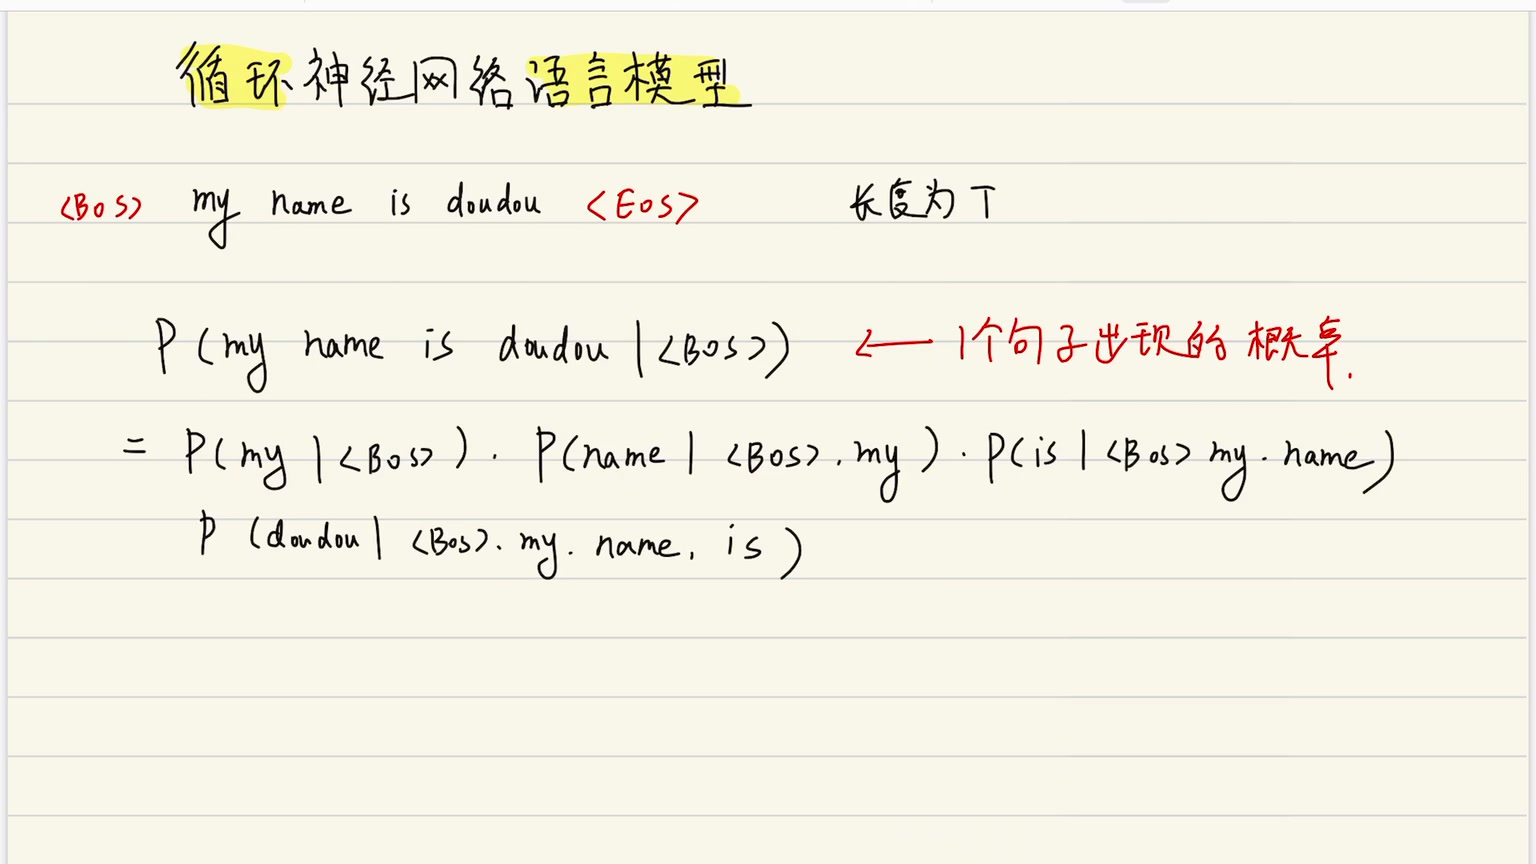 循环神经网络语言模型
<BOS> my name is doudou <EOS> 长度为 T
P(my name is doudou | <BOS>) ← 1个句子出现的概率.
= P(my | <BOS>) · P(name | <BOS>, my) · P(is | <BOS> my · name)
P (doudou | <BOS>. my. name, is)